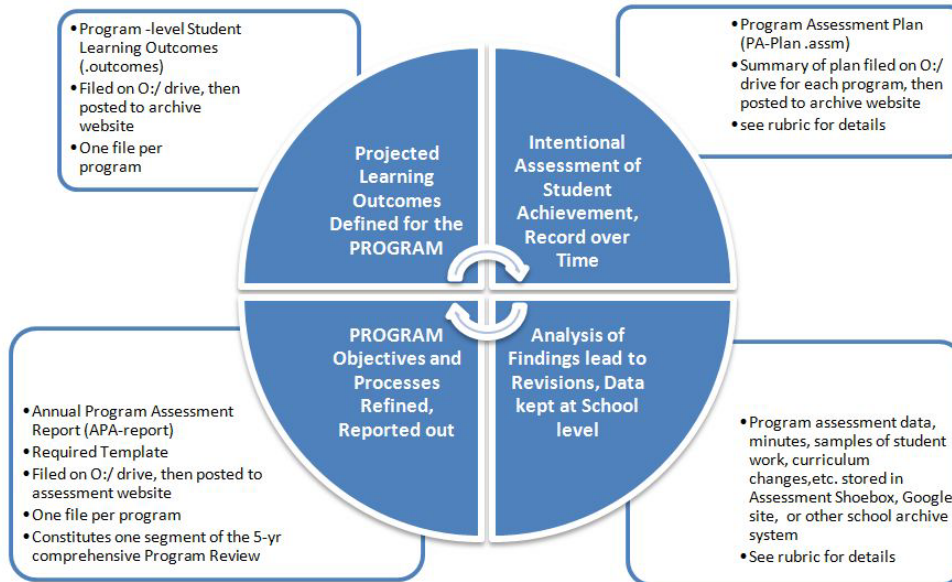 • Program -level Student
Learning Outcomes
(.outcomes)
• Filed on O:/ drive, then
posted to archive
website
• One file per
program
Projected
Learning
Outcomes
Defined for the
PROGRAM
Intentional
Assessment of
Student
Achievement,
Record over
Time
• Program Assessment Plan
(PA-Plan .assm)
• Summary of plan filed on O:/
drive for each program, then
posted to archive website
• see rubric for details
• Annual Program Assessment
Report (APA-report)
• Required Template
• Filed on O:/ drive, then posted to
assessment website
• One file per program
• Constitutes one segment of the 5-yr
comprehensive Program Review
PROGRAM
Objectives and
Processes
Refined,
Reported out
Analysis of
Findings lead to
Revisions, Data
kept at School
level
• Program assessment data,
minutes, samples of student
work, curriculum
changes,etc. stored in
Assessment Shoebox, Google
site,  or other school archive
system
• See rubric for details